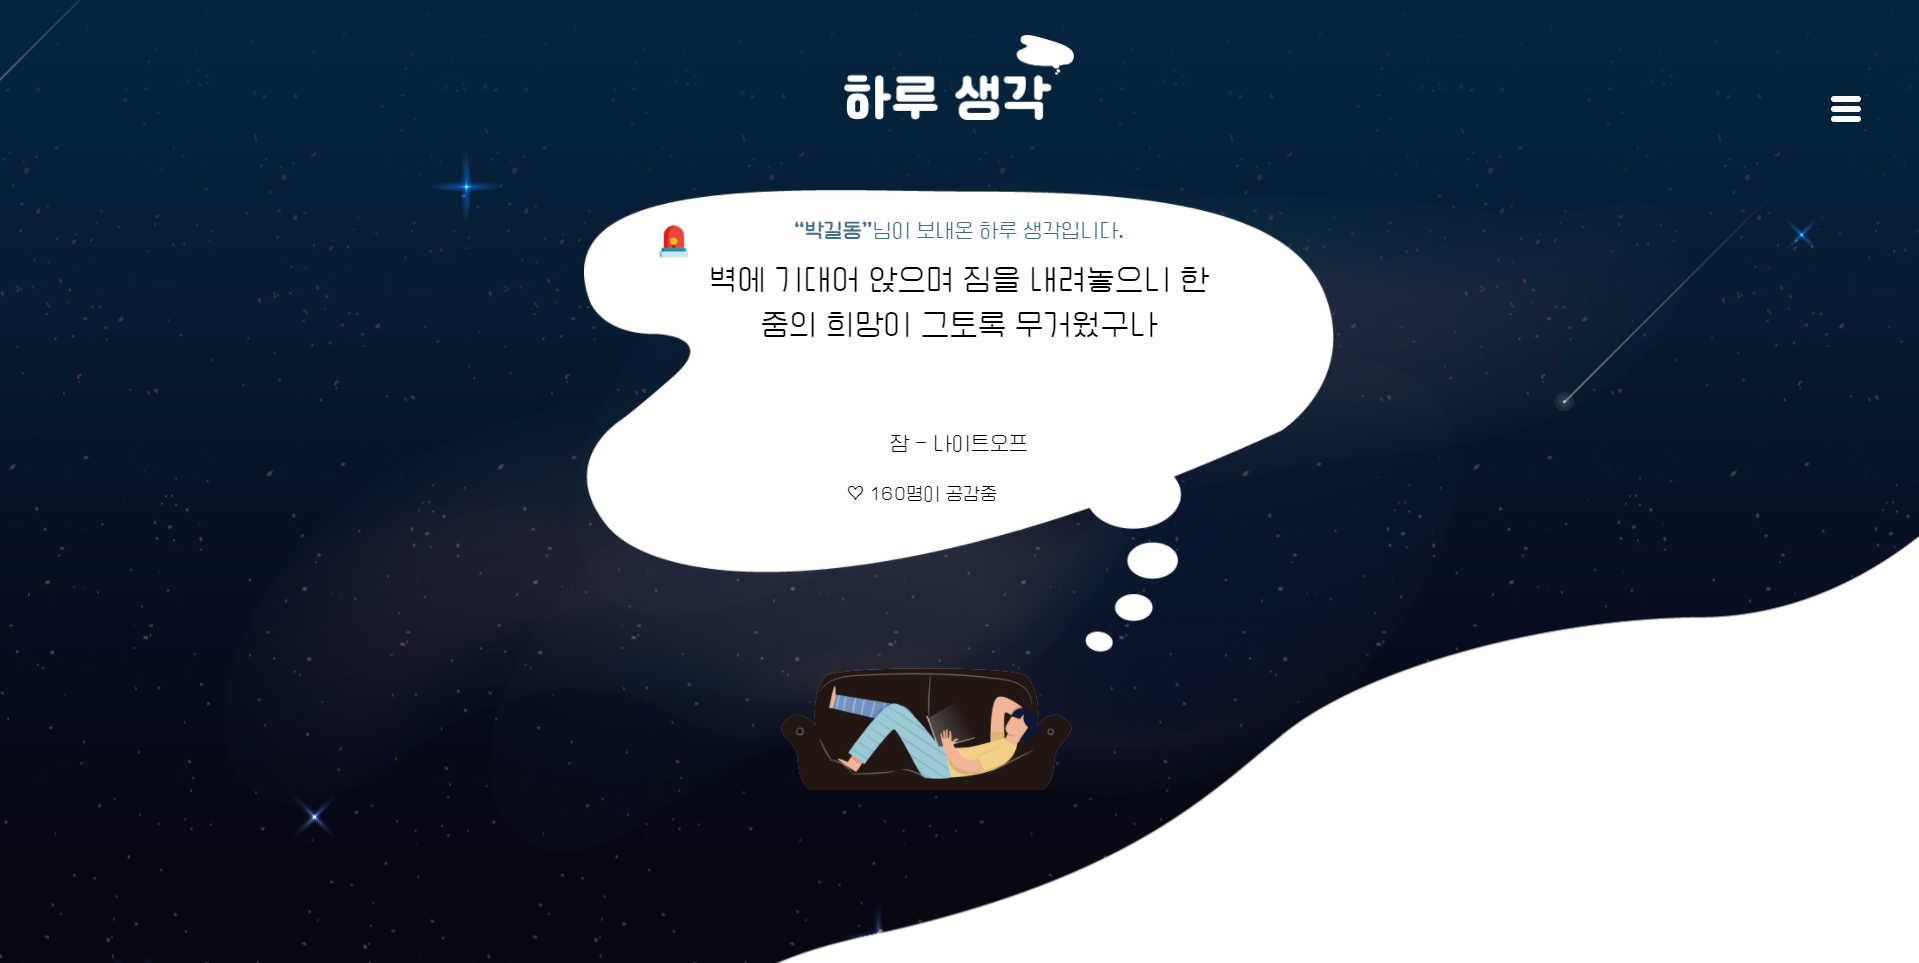 하루 생각
“박길동”님이 보내온 하루 생각입니다.
벽에 기대어 앉으며 짐을 내려놓으니 한
줌의 희망이 그토록 무거웠구나
잠 - 나이트오프
♡ 160명이 공감중